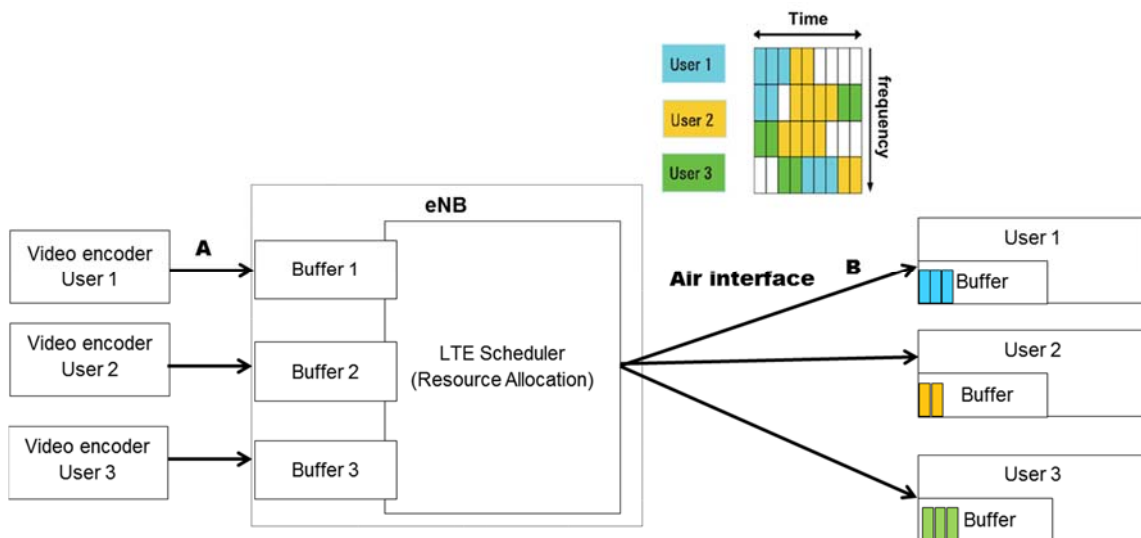 Time
User 1
User 2
User 3
frequency
eNB
Video encoder
User 1
A
Buffer 1
Video encoder
User 2
Buffer 2
Video encoder
User 3
Buffer 3
LTE Scheduler
(Resource Allocation)
Air interface
B
User 1
Buffer
User 2
Buffer
User 3
Buffer